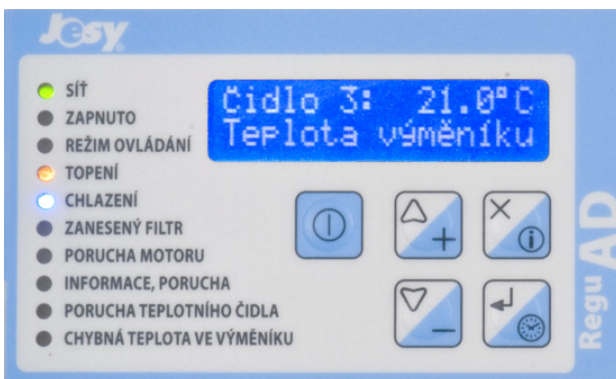 Jesy
SÍŤ
ZAPNUTO
REŽIM OVLÁDÁNÍ
TOPENÍ
CHLAZENÍ
ZANESENÝ FILTR
PORUCHA MOTORU
INFORMACE, PORUCHA
PORUCHA TEPLOTNÍHO ČIDLA
CHYBNÁ TEPLOTA VE VÝMĚNÍKU
Čidlo 3: 21.0°C
Teplota výměníku
Regu AD